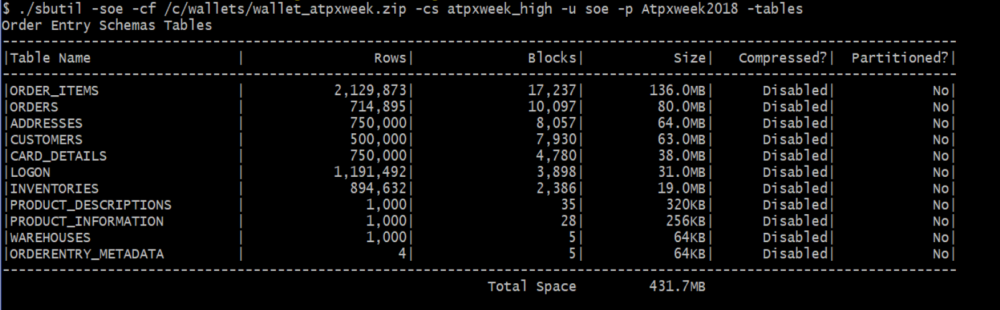 $ ./sbutil -soe -cf /c/wallets/wallet_atpxweek.zip -cs atpxweek_high -u soe -p Atpxweek2018 -tables
Order Entry Schemas Tables
----------------------------------------------------------------------------------------------------------------------
|Table Name                  |                Rows|              Blocks|           Size|   Compressed?|  Partitioned?|
----------------------------------------------------------------------------------------------------------------------
|ORDER_ITEMS                 |           2,129,873|              17,237|        136.0MB|      Disabled|            No|
|ORDERS                      |             714,895|              10,097|         80.0MB|      Disabled|            No|
|ADDRESSES                   |             750,000|               8,057|         64.0MB|      Disabled|            No|
|CUSTOMERS                   |             500,000|               7,930|         63.0MB|      Disabled|            No|
|CARD_DETAILS                |             750,000|               4,780|         38.0MB|      Disabled|            No|
|LOGON                       |           1,191,492|               3,898|         31.0MB|      Disabled|            No|
|INVENTORIES                 |             894,632|               2,386|         19.0MB|      Disabled|            No|
|PRODUCT_DESCRIPTIONS        |               1,000|                  35|          320KB|      Disabled|            No|
|PRODUCT_INFORMATION         |               1,000|                  28|          256KB|      Disabled|            No|
|WAREHOUSES                  |               1,000|                   5|           64KB|      Disabled|            No|
|ORDERENTRY_METADATA         |                   4|                   5|           64KB|      Disabled|            No|
----------------------------------------------------------------------------------------------------------------------
                                                            Total Space         431.7MB